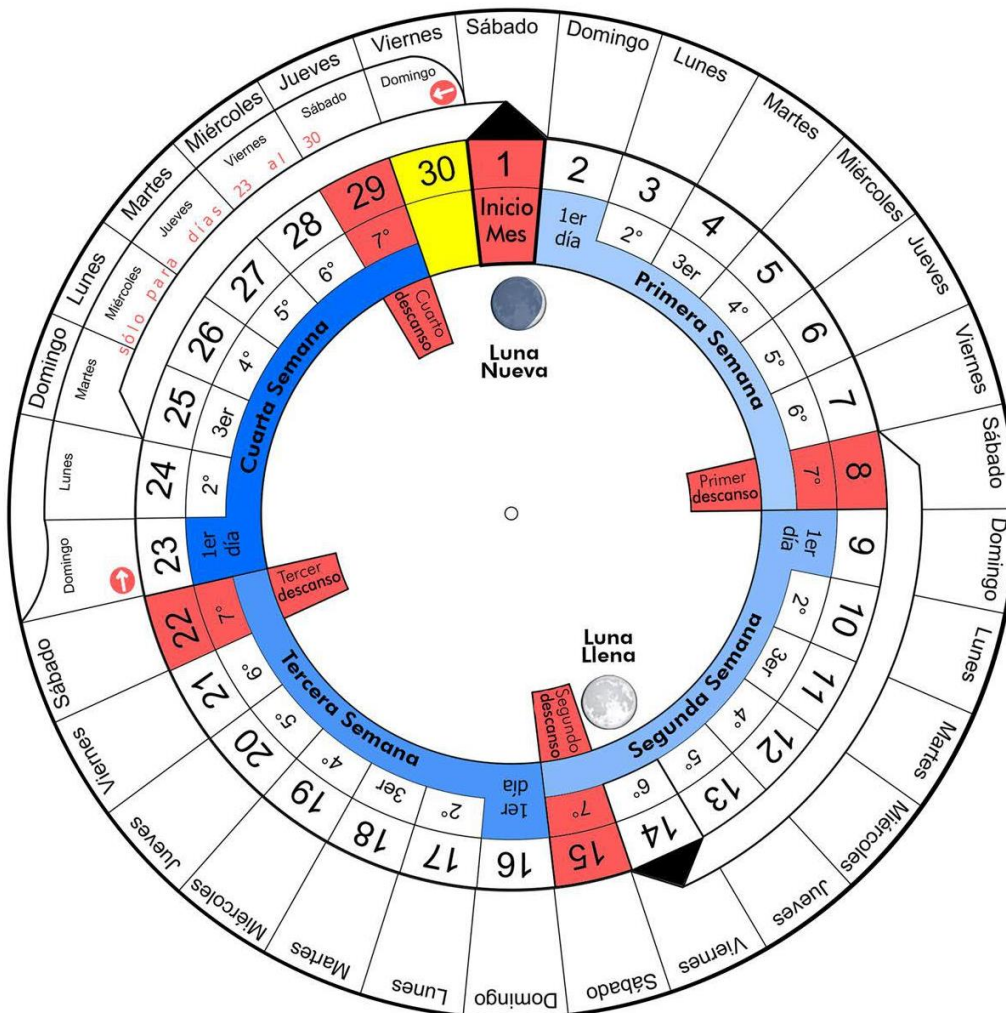 Sábado
Domingo
Lunes
Martes
Miércoles
Jueves
Viernes
Sábado
Domingo
Lunes
Martes
Miércoles
Jueves
Viernes
Sábado
Domingo
Lunes
Martes
Miércoles
Jueves
Viernes
Sábado
Domingo
Lunes
Martes
Miércoles
Jueves
Viernes
Domingo
Lunes
Martes
Miércoles
Jueves
Viernes
Sábado
Domingo
sólo para días 23 al 30
1
Inicio
Mes
2
1er
día
3
2°
4
3er
5
4°
6
5°
7
6°
8
7°
9
1er
día
10
2°
11
3er
12
4°
13
5°
14
6°
15
7°
16
1er
día
17
2°
18
3er
19
4°
20
5°
21
6°
22
7°
23
1er
día
24
2°
25
3er
26
4°
27
5°
28
6°
29
7°
30
Primera Semana
Segunda Semana
Tercera Semana
Cuarta Semana
Primer
descanso
Segundo
descanso
Tercer
descanso
Cuarto
descanso
Luna
Nueva
Luna
Llena